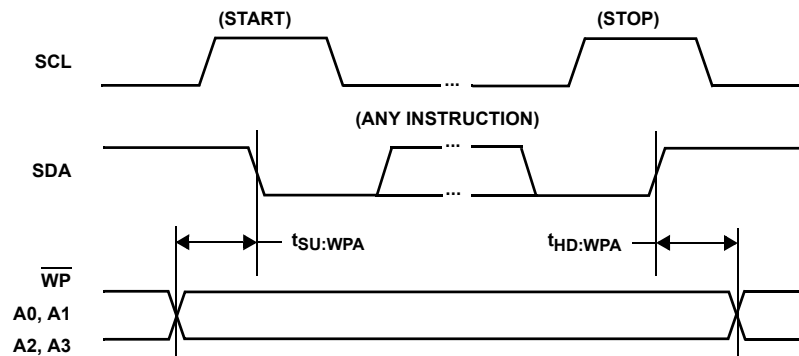 (START) (STOP)
SCL
...
(ANY INSTRUCTION)
...
SDA
...
tSU:WPA tHD:WPA
WP
A0, A1
A2, A3